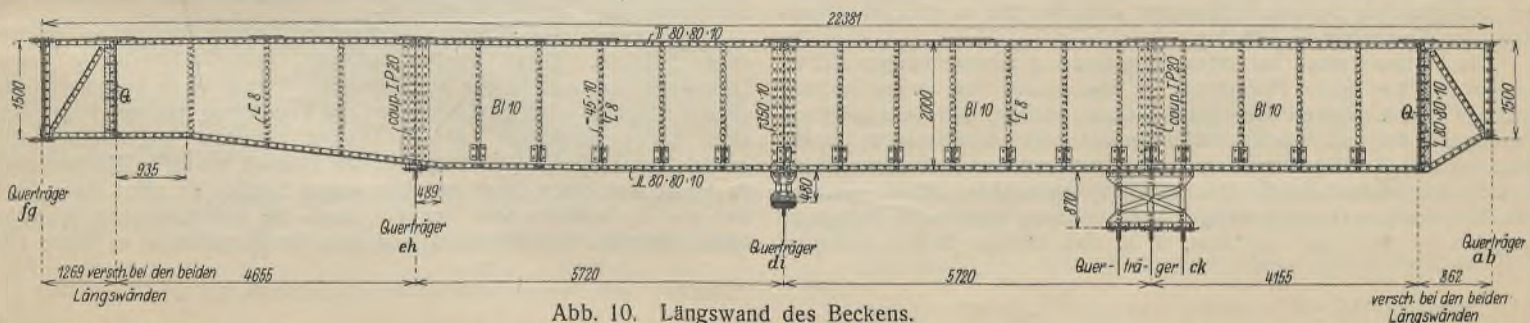 22381
1500
Q
935
[ 8
coup. I P20
Bl 10
-45·10
[ 8
⅂⅃ 80·80·10
⅃L 80·80·10
489
350·10
2000
480
Bl 10
[ 8
coup. I P20
870
Bl 10
Q
L 80·80·10
1500
Querträger
fg
Querträger
eh
Querträger
di
Quer- trä- ger ck
Querträger
ab
1269 versch. bei den beiden
Längswänden
4655
5720
5720
4155
862
versch. bei den beiden
Längswänden
Abb. 10. Längswand des Beckens.